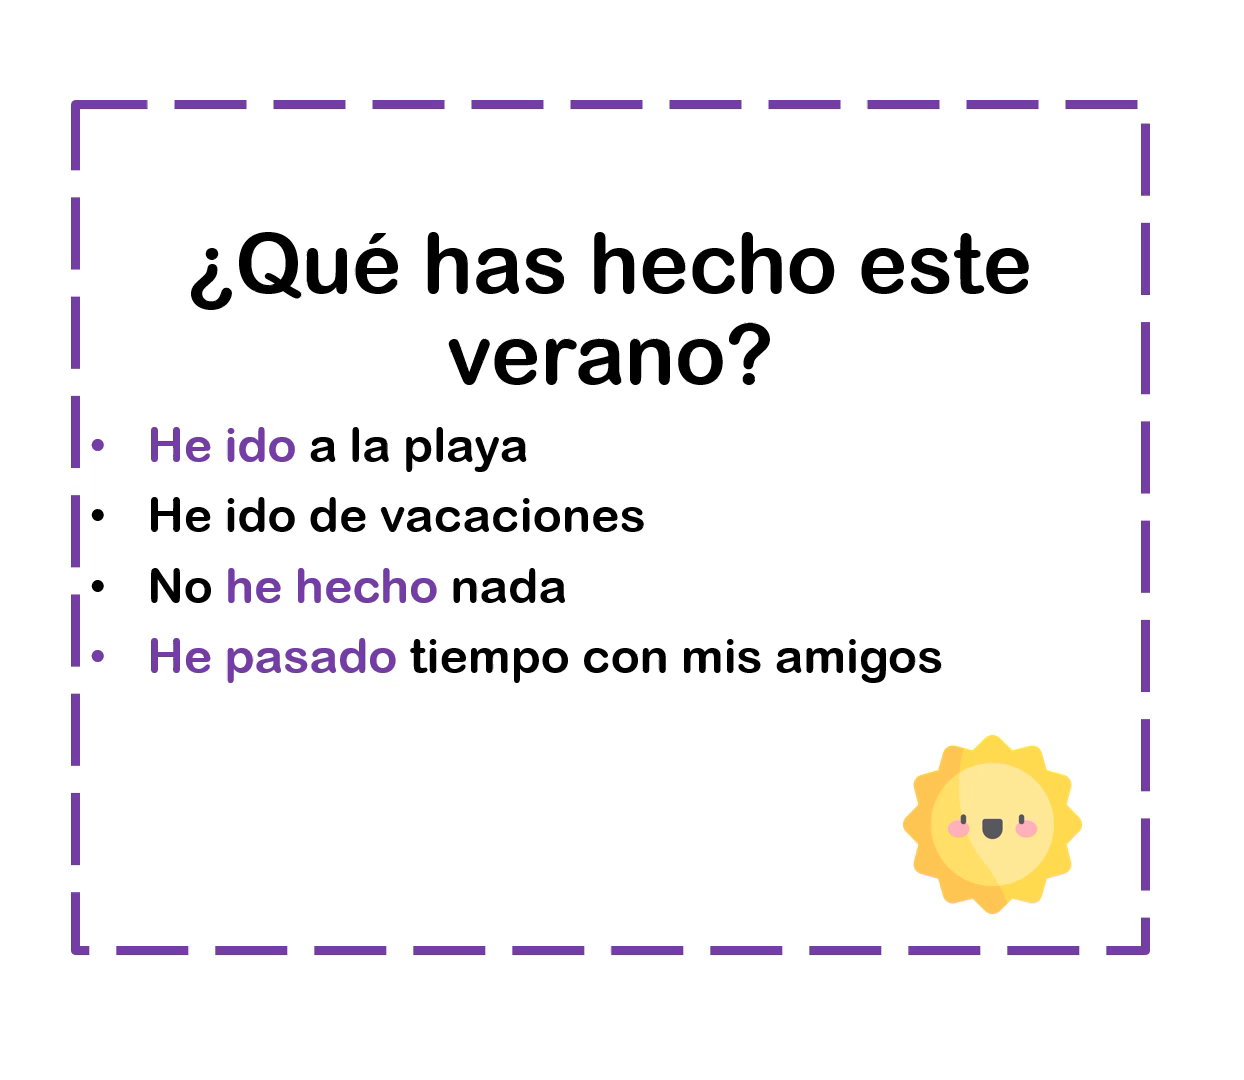 ¿Qué has hecho este
verano?
• He ido a la playa
• He ido de vacaciones
• No he hecho nada
• He pasado tiempo con mis amigos